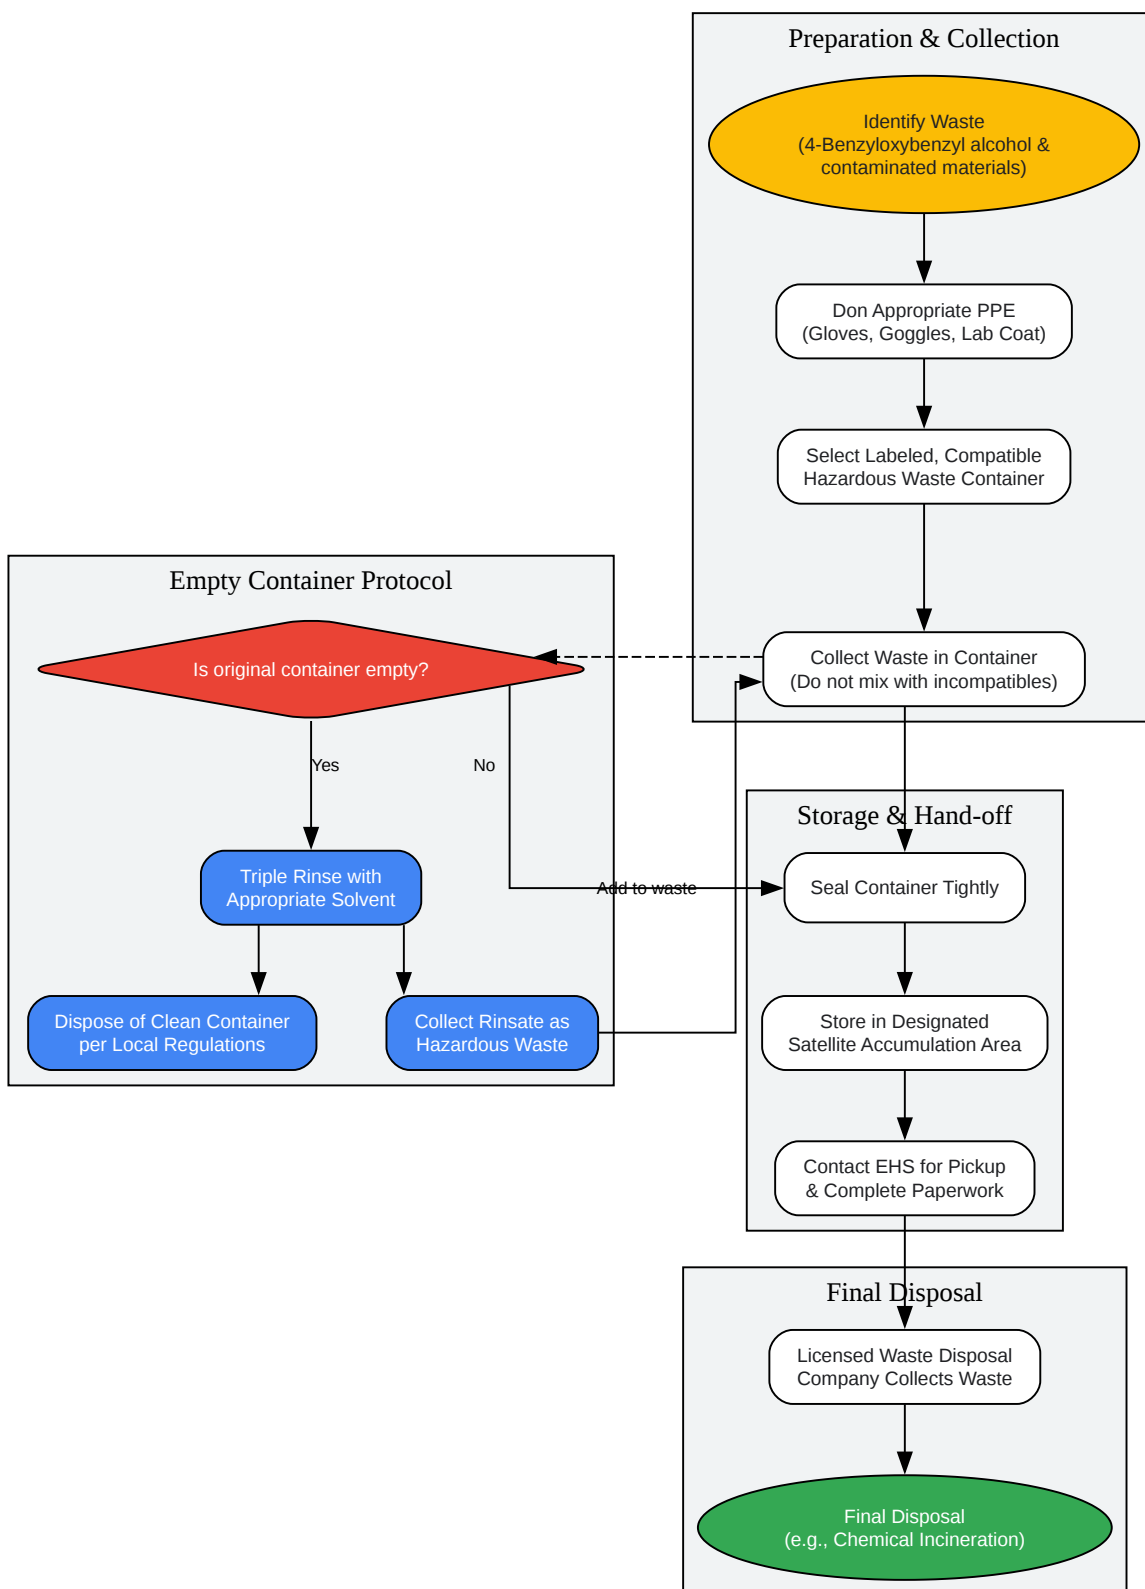 Preparation & Collection
Identify Waste
(4-Benzyloxybenzyl alcohol &
contaminated materials)
Don Appropriate PPE
(Gloves, Goggles, Lab Coat)
Select Labeled, Compatible
Hazardous Waste Container
Collect Waste in Container
(Do not mix with incompatibles)
Empty Container Protocol
Is original container empty?
Yes
No
Triple Rinse with
Appropriate Solvent
Add to waste
Dispose of Clean Container
per Local Regulations
Collect Rinsate as
Hazardous Waste
Storage & Hand-off
Seal Container Tightly
Store in Designated
Satellite Accumulation Area
Contact EHS for Pickup
& Complete Paperwork
Final Disposal
Licensed Waste Disposal
Company Collects Waste
Final Disposal
(e.g., Chemical Incineration)